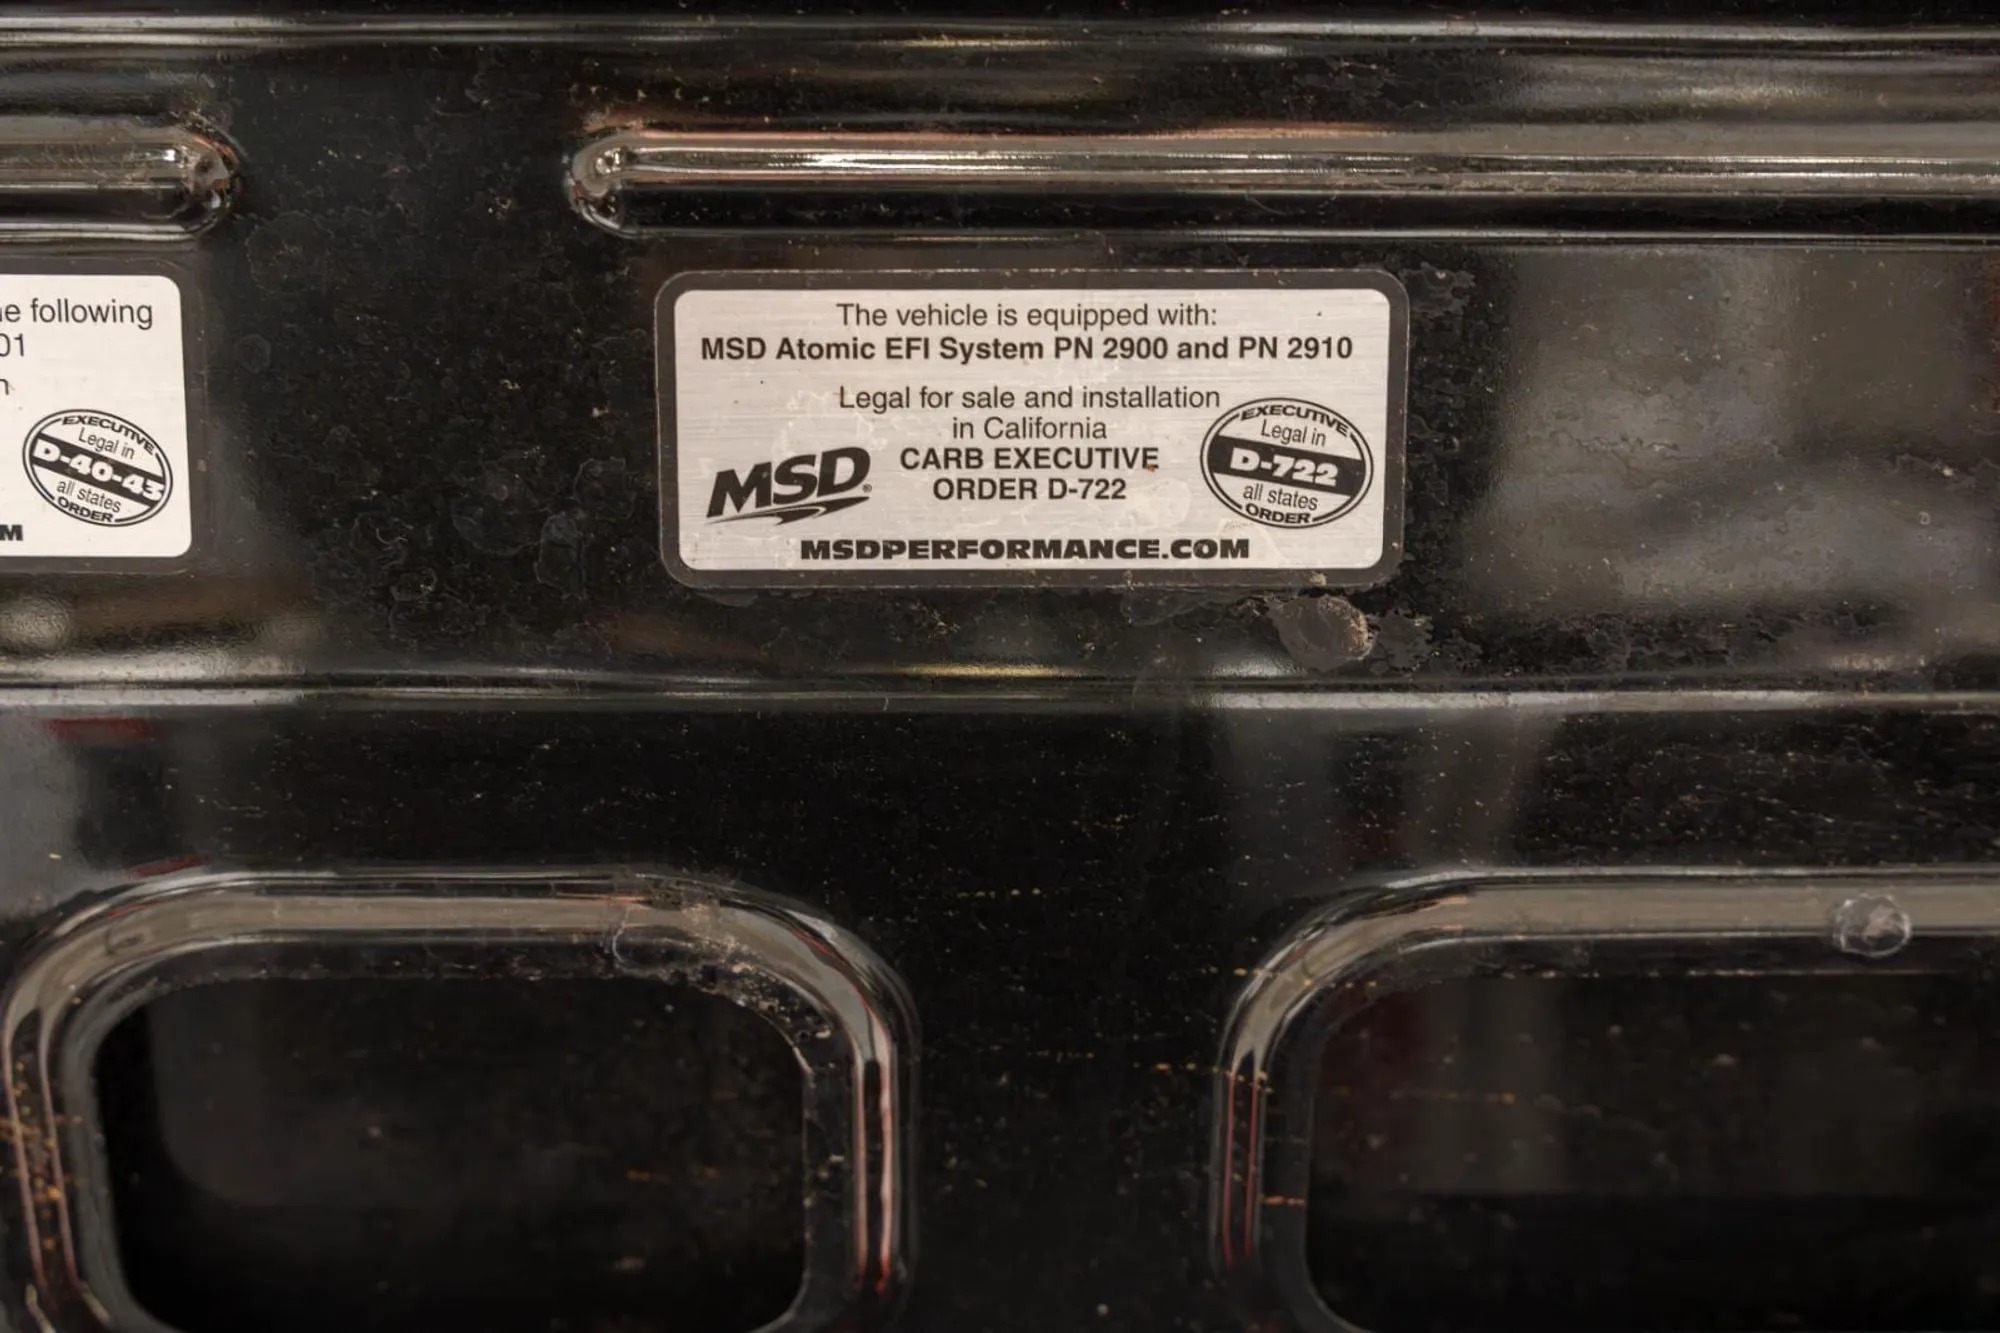 e following
01
EXECUTIVE
Legal in
D-40-43
all states
ORDER
M
The vehicle is equipped with:
MSD Atomic EFI System PN 2900 and PN 2910
Legal for sale and installation
in California
CARB EXECUTIVE
ORDER D-722
MSD®
EXECUTIVE
Legal in
D-722
all states
ORDER
MSDPERFORMANCE.COM